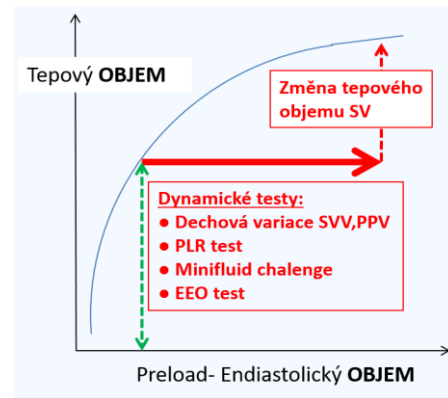 Tepový OBJEM
Změna tepového
objemu SV
Dynamické testy:
● Dechová variace SVV,PPV
● PLR test
● Minifluid chalenge
● EEO test
Preload- Endiastolický OBJEM